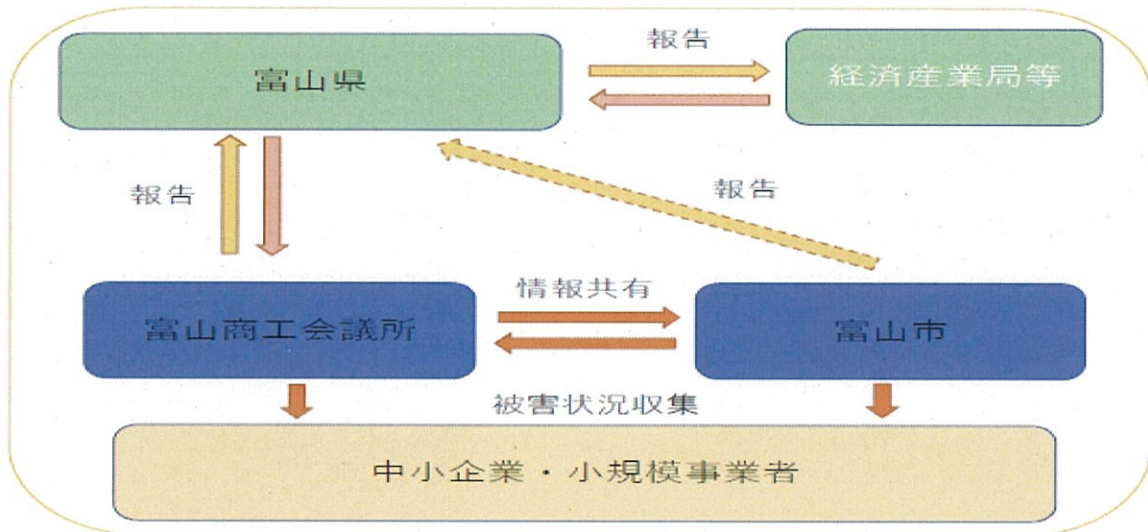 報告
富山県
経済産業局等
報告
報告
情報共有
富山商工会議所
富山市
被害状況収集
中小企業・小規模事業者